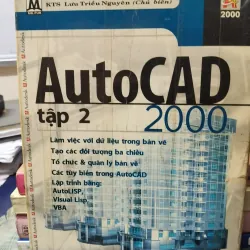 KTS Lưu Triều Nguyên (Chủ biên)
2000
AutoCAD
tập 2
2000
Làm việc với dữ liệu trong bản vẽ
Tạo các đối tượng ba chiều
Tổ chức & quản lý bản vẽ
Các tùy biến trong AutoCAD
Lập trình bằng:
AutoLISP,
Visual Lisp,
VBA